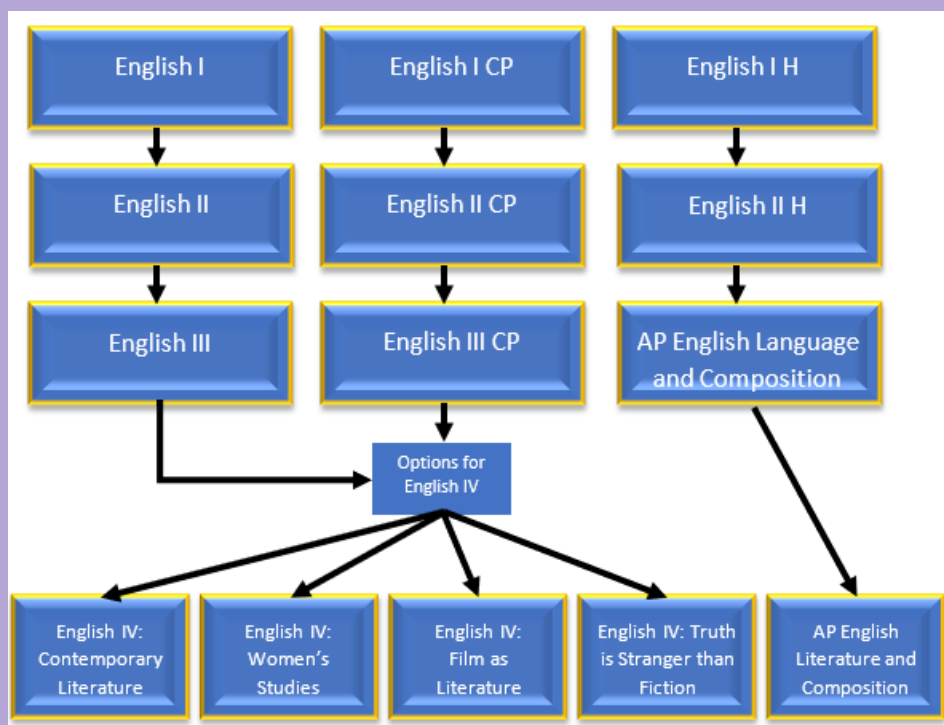 English I
English I CP
English I H
English II
English II CP
English II H
English III
English III CP
AP English Language
and Composition
Options for
English IV
English IV:
Contemporary
Literature
English IV:
Women's
Studies
English IV:
Film as
Literature
English IV: Truth
is Stranger than
Fiction
AP English
Literature and
Composition